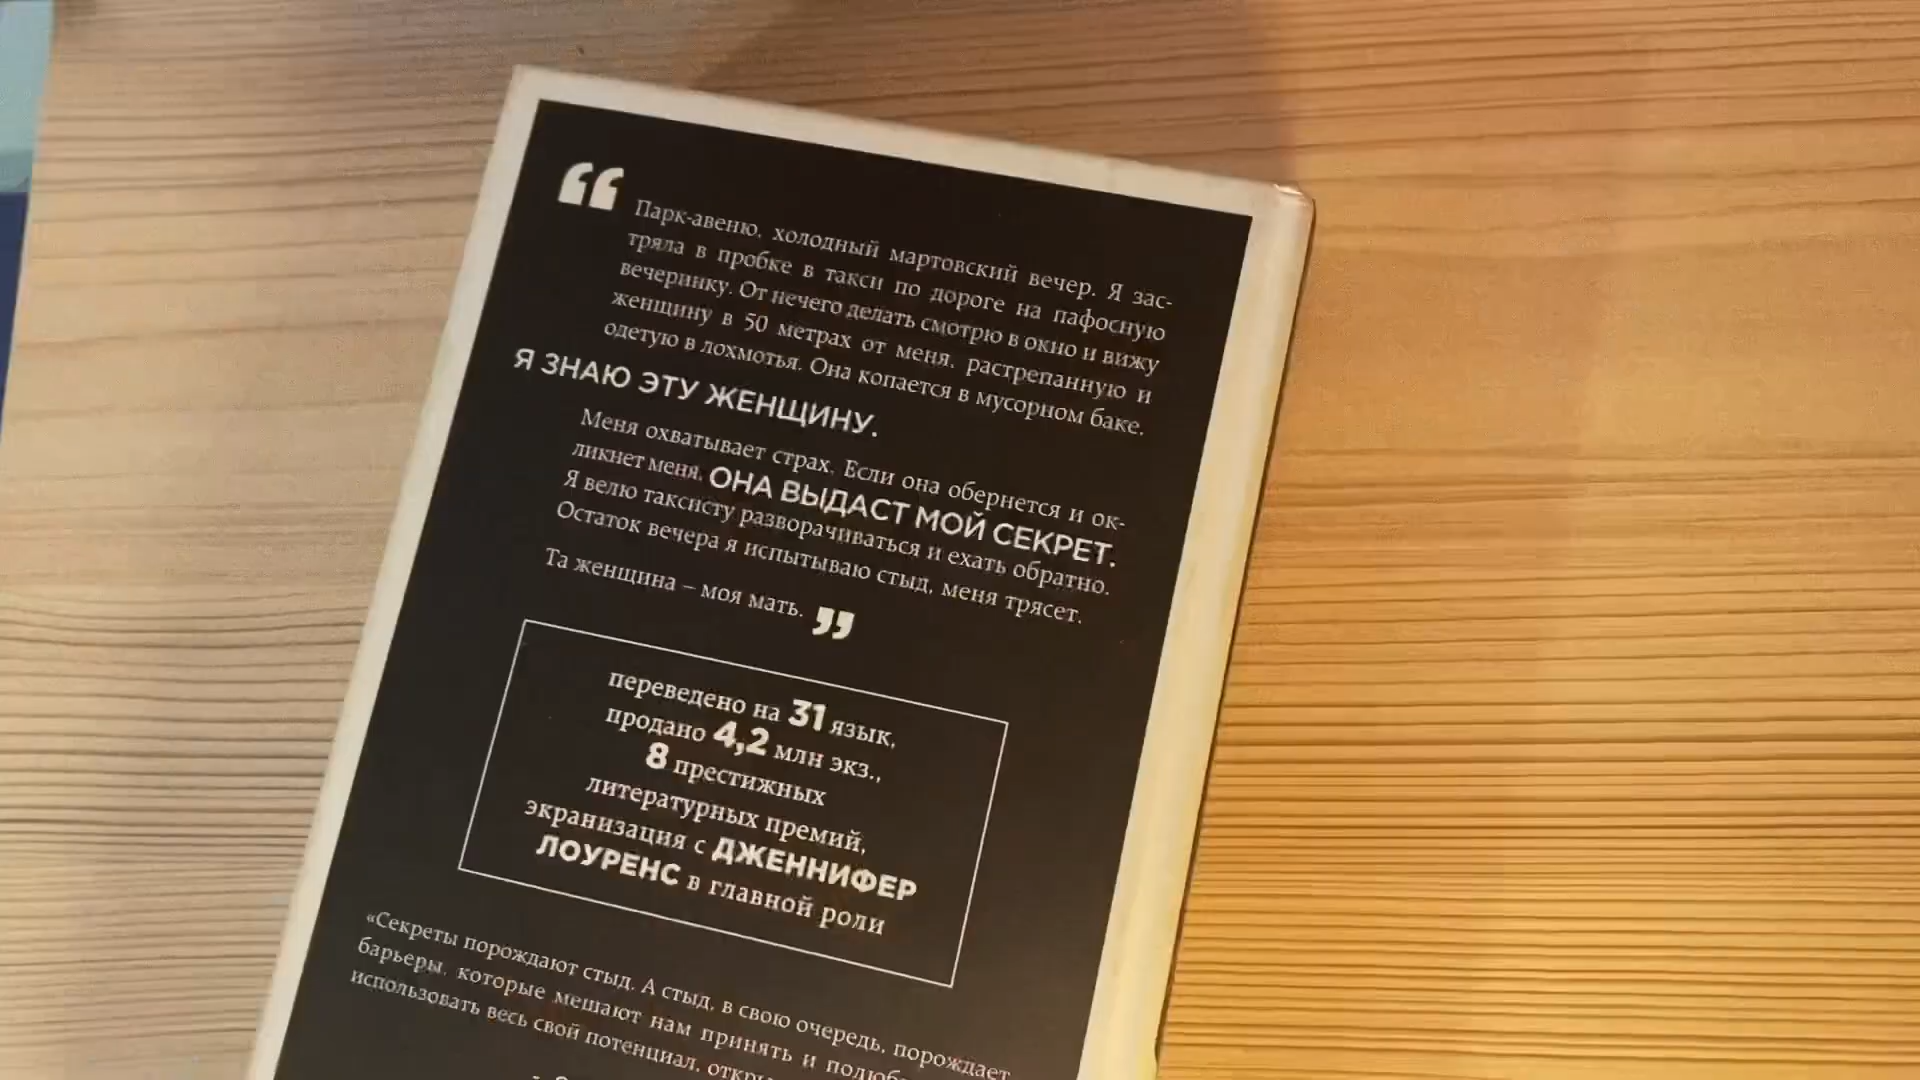 “
Парк-авеню, холодный мартовский вечер. Я зас-
тряла в пробке в такси по дороге на пафосную
вечеринку. От нечего делать смотрю в окно и вижу
женщину в 50 метрах от меня, растрепанную и
одетую в лохмотья. Она копается в мусорном баке.
Я ЗНАЮ ЭТУ ЖЕНЩИНУ.
Меня охватывает страх. Если она обернется и ок-
ликнет меня, ОНА ВЫДАСТ МОЙ СЕКРЕТ.
Я велю таксисту разворачиваться и ехать обратно.
Остаток вечера я испытываю стыд, меня трясет.
Та женщина – моя мать. ”
переведено на 31 язык,
продано 4,2 млн экз.,
8 престижных
литературных премий,
экранизация с ДЖЕННИФЕР
ЛОУРЕНС в главной роли
«Секреты порождают стыд. А стыд, в свою очередь, порождает
барьеры, которые мешают нам принять и
использовать весь свой потенциал,